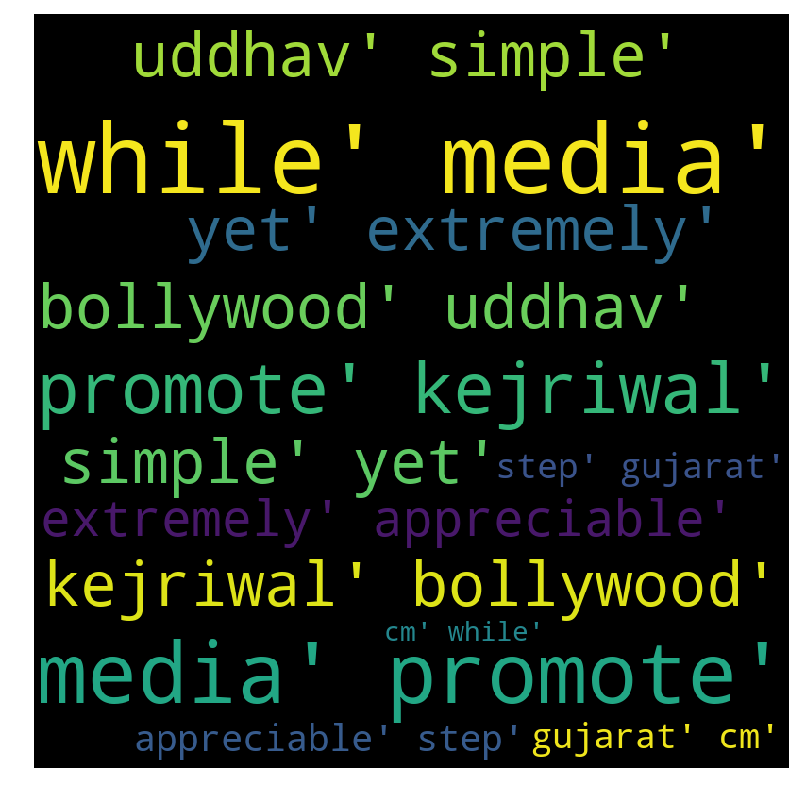 uddhav' simple'
while' media'
yet' extremely'
bollywood' uddhav'
promote' kejriwal'
simple' yet'
step' gujarat'
extremely' appreciable'
kejriwal' bollywood'
cm' while'
media' promote'
appreciable' step'
gujarat' cm'